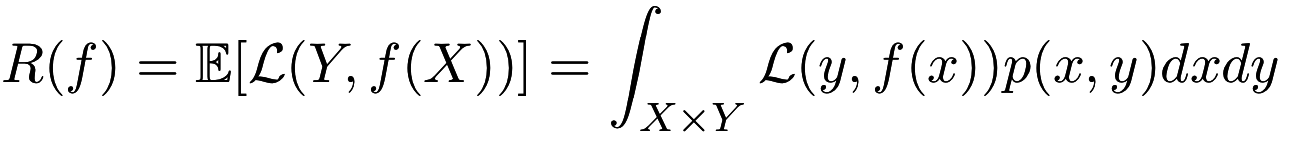 R(f) = 𝔼[ℒ(Y, f(X))] = ∫_{X×Y} ℒ(y, f(x))p(x, y)dxdy